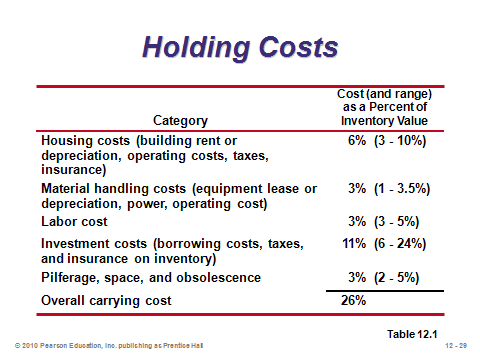 Holding Costs
Cost (and range)
as a Percent of
Category Inventory Value
Housing costs (building rent or 6% (3 - 10%)
depreciation, operating costs, taxes,
insurance)
Material handling costs (equipment lease or 3% (1 - 3.5%)
depreciation, power, operating cost)
Labor cost 3% (3 - 5%)
Investment costs (borrowing costs, taxes, 11% (6 - 24%)
and insurance on inventory)
Pilferage, space, and obsolescence 3% (2 - 5%)
Overall carrying cost 26%
Table 12.1
© 2010 Pearson Education, Inc. publishing as Prentice Hall 12 - 29